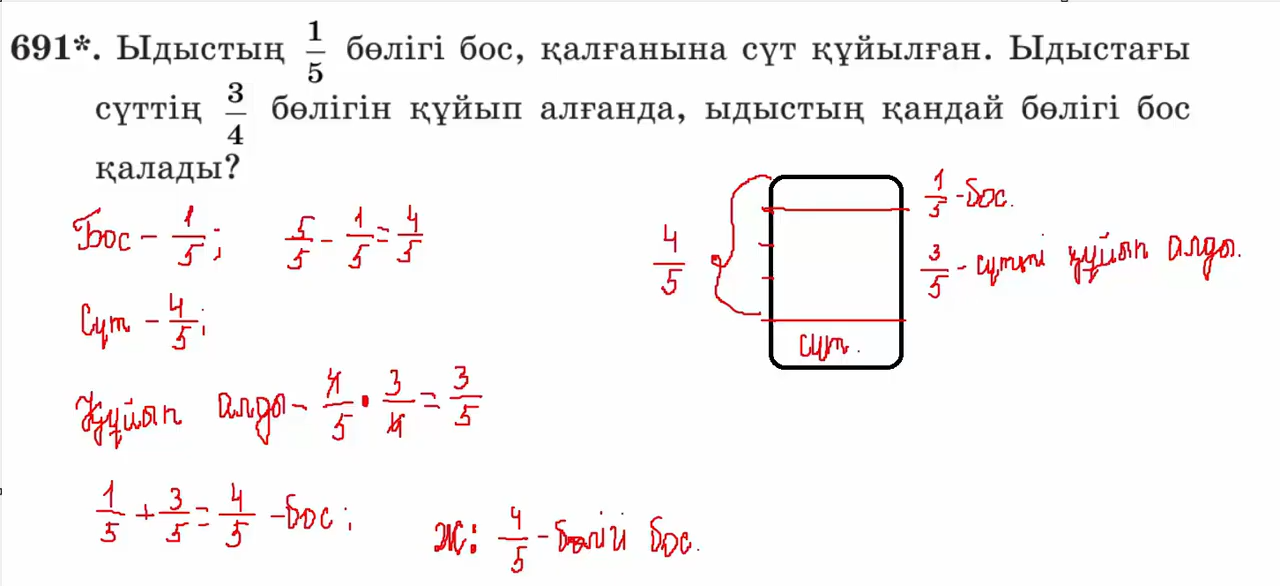 691*. Ыдыстың 1/5 бөлігі бос, қалғанына сүт құйылған. Ыдыстағы
сүттің 3/4 бөлігін құйып алғанда, ыдыстың қандай бөлігі бос
қалады?
Бос - 1/5; 5/5 - 1/5 = 4/5
Сүт - 4/5;
Құйып алды - 4/5 · 3/4 = 3/5
1/5 + 3/5 = 4/5 - бос;
Ж: 4/5 - бөлігі бос.
4/5
1/5 - бос.
3/5 - сүтті құйып алды.
сүт.